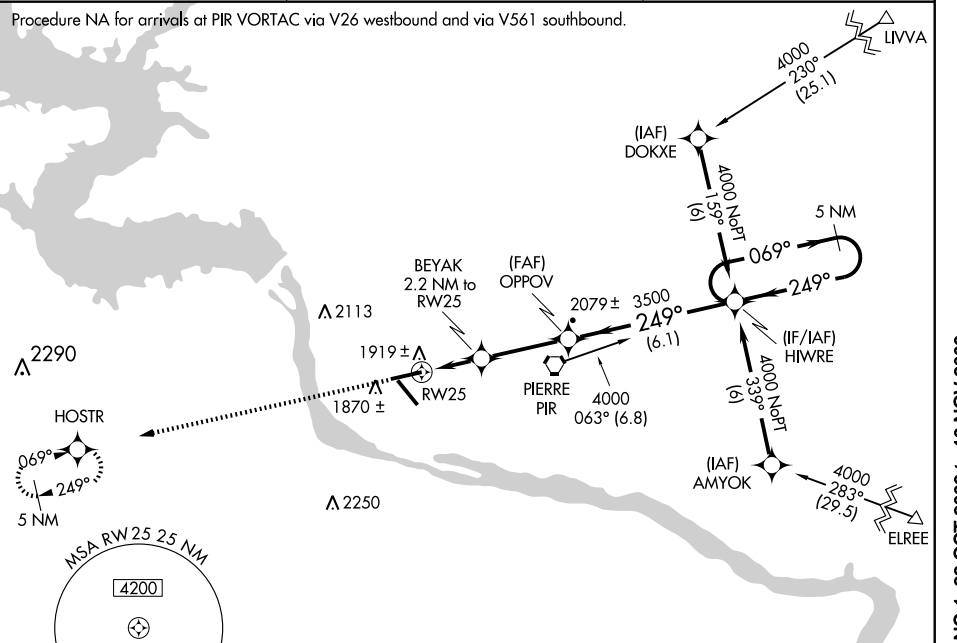 Procedure NA for arrivals at PIR VORTAC via V26 westbound and via V561 southbound.
LIVVA
4000
230°
(25.1)
(IAF)
DOKXE
4000 NoPT
159°
(6)
5 NM
069°
249°
BEYAK
2.2 NM to
RW25
(FAF)
OPPOV
2079 ±
3500
249°
(6.1)
(IF/IAF)
HIWRE
2113
2290
1919 ±
1870 ±
RW25
PIERRE
PIR
4000
063° (6.8)
4000 NoPT
339°
(6)
HOSTR
069°
249°
5 NM
(IAF)
AMYOK
4000
283°
(29.5)
ELREE
2250
MSA RW25 25 NM
4200